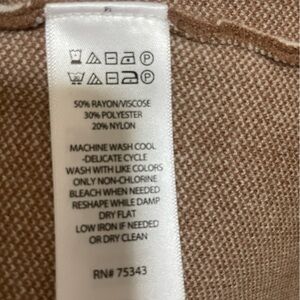 50% RAYON/VISCOSE
30% POLYESTER
20% NYLON
MACHINE WASH COOL
-DELICATE CYCLE
WASH WITH LIKE COLORS
ONLY NON-CHLORINE
BLEACH WHEN NEEDED
RESHAPE WHILE DAMP
DRY FLAT
LOW IRON IF NEEDED
OR DRY CLEAN
RN# 75343